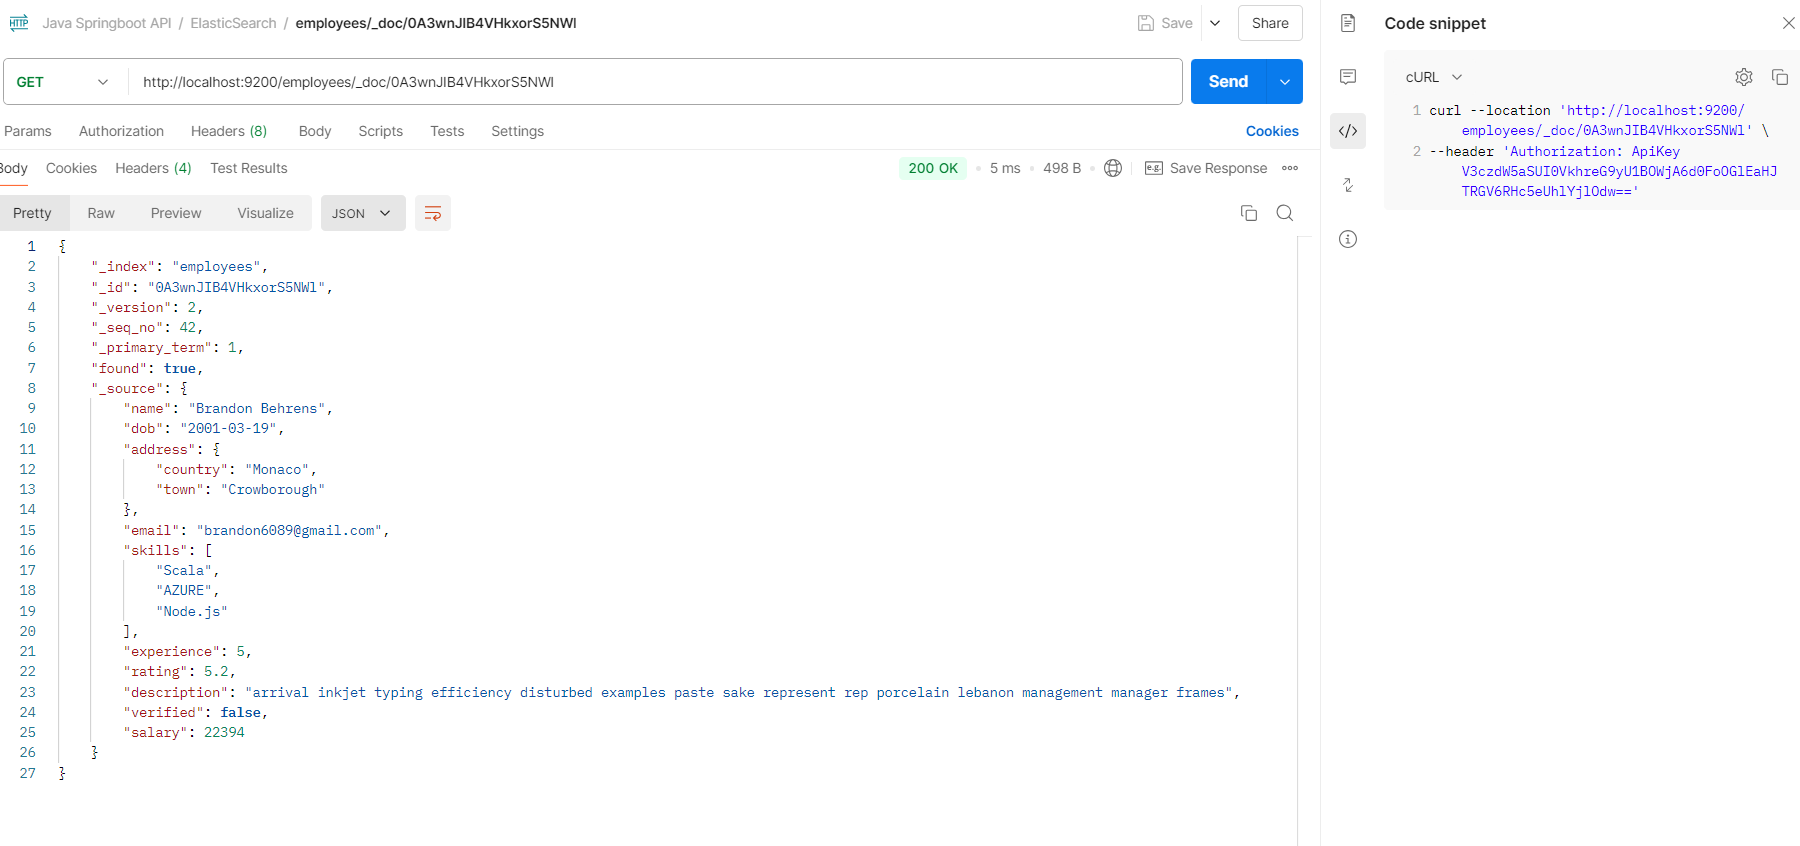 HTTP Java Springboot API / ElasticSearch / employees/_doc/0A3wnJIB4VHkxorS5NWl
Save
Share
GET
http://localhost:9200/employees/_doc/0A3wnJIB4VHkxorS5NWl
Send
Params Authorization Headers (8) Body Scripts Tests Settings
Cookies
Body Cookies Headers (4) Test Results
200 OK • 5 ms • 498 B • e.g. Save Response
Pretty Raw Preview Visualize JSON
1 {
2 "_index": "employees",
3 "_id": "0A3wnJIB4VHkxorS5NWl",
4 "_version": 2,
5 "_seq_no": 42,
6 "_primary_term": 1,
7 "found": true,
8 "_source": {
9 "name": "Brandon Behrens",
10 "dob": "2001-03-19",
11 "address": {
12 "country": "Monaco",
13 "town": "Crowborough"
14 },
15 "email": "brandon6089@gmail.com",
16 "skills": [
17 "Scala",
18 "AZURE",
19 "Node.js"
20 ],
21 "experience": 5,
22 "rating": 5.2,
23 "description": "arrival inkjet typing efficiency disturbed examples paste sake represent rep porcelain lebanon management manager frames",
24 "verified": false,
25 "salary": 22394
26 }
27 }
Code snippet
cURL
1 curl --location 'http://localhost:9200/
employees/_doc/0A3wnJIB4VHkxorS5NWl' \
2 --header 'Authorization: ApiKey
V3czdW5aSUI0VkhreG9yU1BOWjA6d0FoOGlEaHJ
TRGV6RHc5eUhlYjlOdw=='